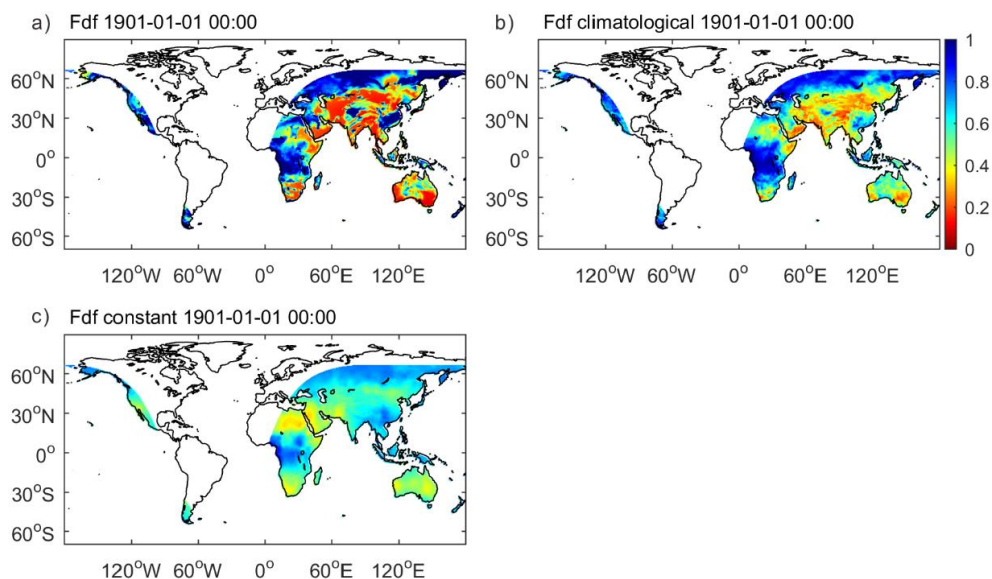 a) Fdf 1901-01-01 00:00
60°N
30°N
0°
30°S
60°S
120°W 60°W 0° 60°E 120°E
b) Fdf climatological 1901-01-01 00:00
60°N
30°N
0°
30°S
60°S
120°W 60°W 0° 60°E 120°E
1
0.8
0.6
0.4
0.2
0
c) Fdf constant 1901-01-01 00:00
60°N
30°N
0°
30°S
60°S
120°W 60°W 0° 60°E 120°E